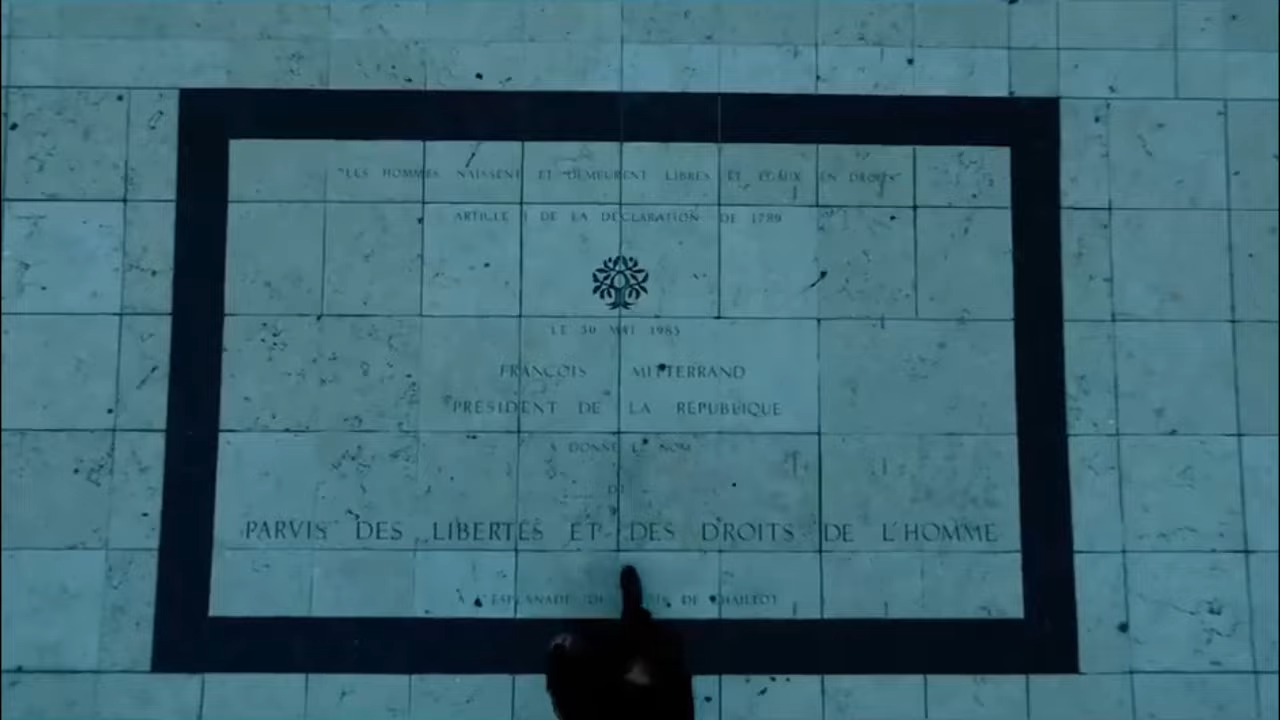 "LES HOMMES NAISSENT ET DEMEURENT LIBRES ET EGAUX EN DROITS"
ARTICLE 1 DE LA DECLARATION DE 1789
LE 30 MAI 1985
FRANÇOIS MITTERRAND
PRÉSIDENT DE LA RÉPUBLIQUE
A DONNÉ LE NOM
DE
PARVIS DES LIBERTÉS ET DES DROITS DE L'HOMME
A L'ESPLANADE DU DE CHAILLOT